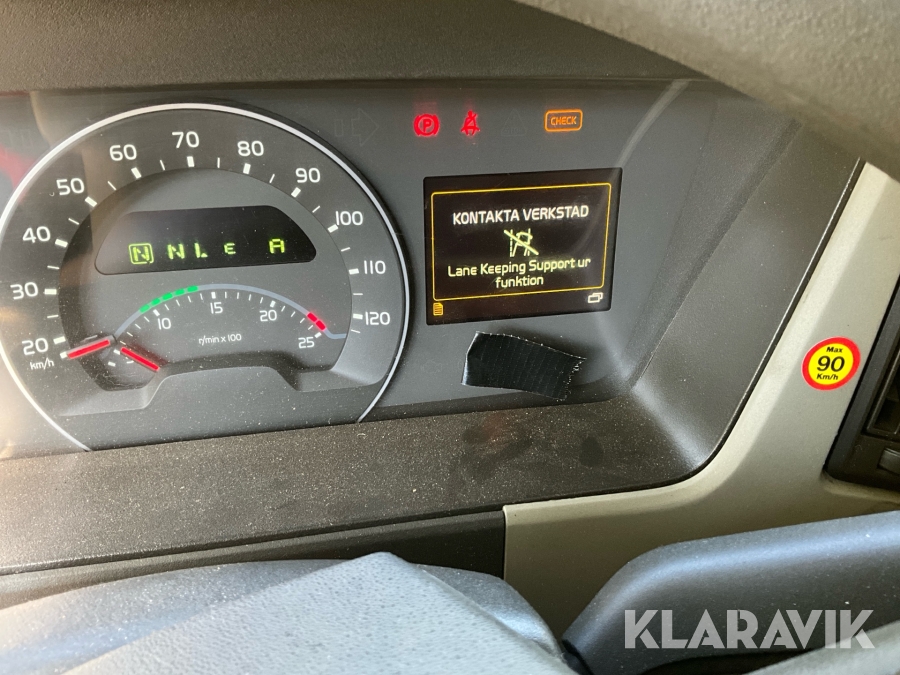 20
30
40
50
60
70
80
90
100
110
120
km/h
N N L E A
10
15
20
25
r/min x 100
P
CHECK
KONTAKTA VERKSTAD
Lane Keeping Support ur
funktion
Max
90
Km/h
KLARAVIK